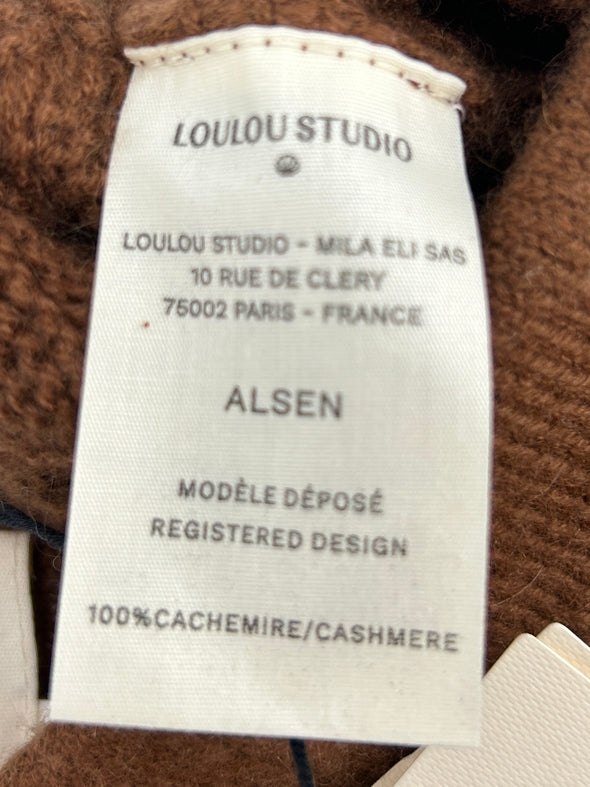 LOULOU STUDIO
LOULOU STUDIO - MILA ELI SAS
10 RUE DE CLERY
75002 PARIS - FRANCE
ALSEN
MODÈLE DÉPOSÉ
REGISTERED DESIGN
100%CACHEMIRE/CASHMERE